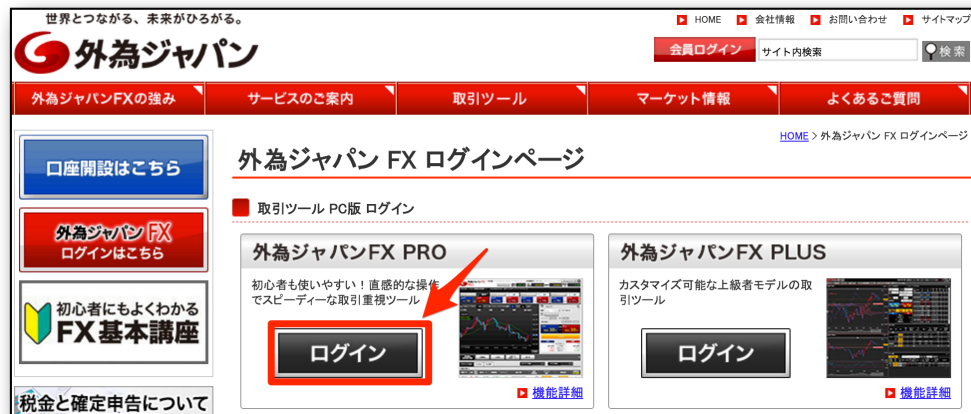 世界とつながる、未来がひろがる。
外為ジャパン
HOME 会社情報 お問い合わせ サイトマップ
会員ログイン サイト内検索 検索
外為ジャパンFXの強み サービスのご案内 取引ツール マーケット情報 よくあるご質問
HOME > 外為ジャパン FX ログインページ
口座開設はこちら
外為ジャパン FX
ログインはこちら
初心者にもよくわかる
FX基本講座
税金と確定申告について
外為ジャパン FX ログインページ
取引ツール PC版 ログイン
外為ジャパンFX PRO
初心者も使いやすい！直感的な操作
でスピーディーな取引重視ツール
ログイン
機能詳細
外為ジャパンFX PLUS
カスタマイズ可能な上級者モデルの取
引ツール
ログイン
機能詳細